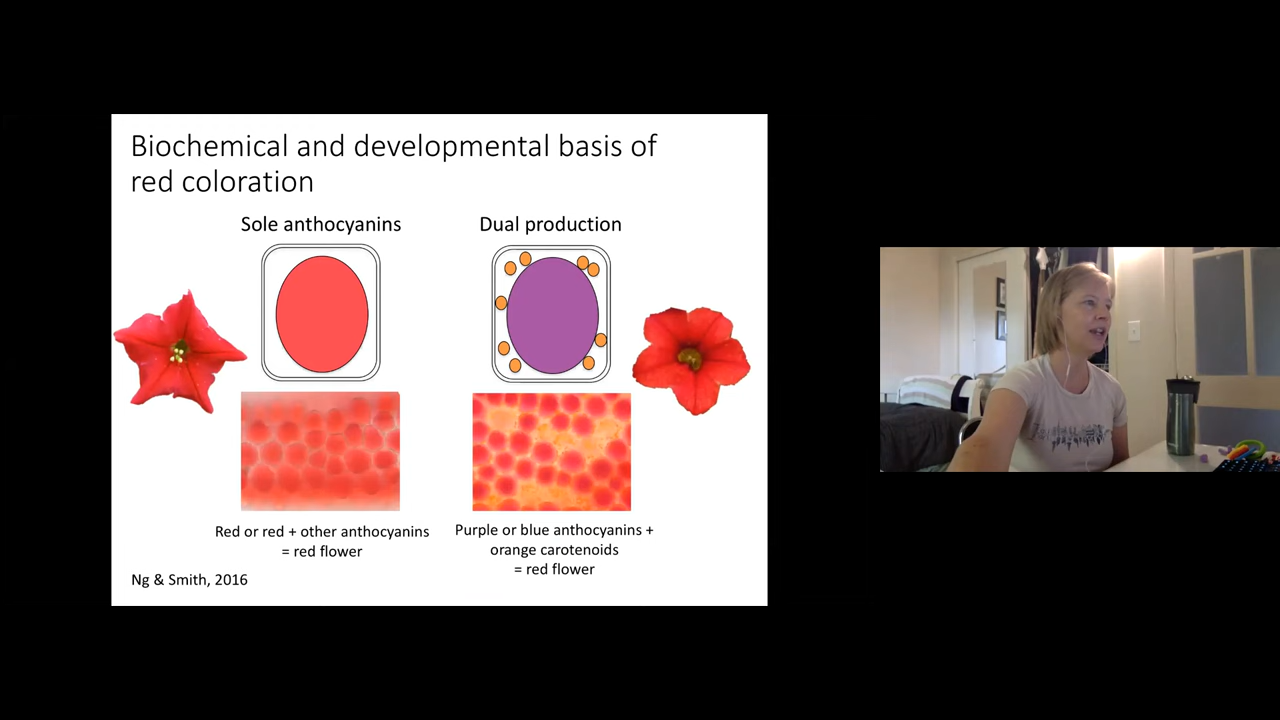 Biochemical and developmental basis of
red coloration
Sole anthocyanins
Dual production
Red or red + other anthocyanins
= red flower
Purple or blue anthocyanins +
orange carotenoids
= red flower
Ng & Smith, 2016